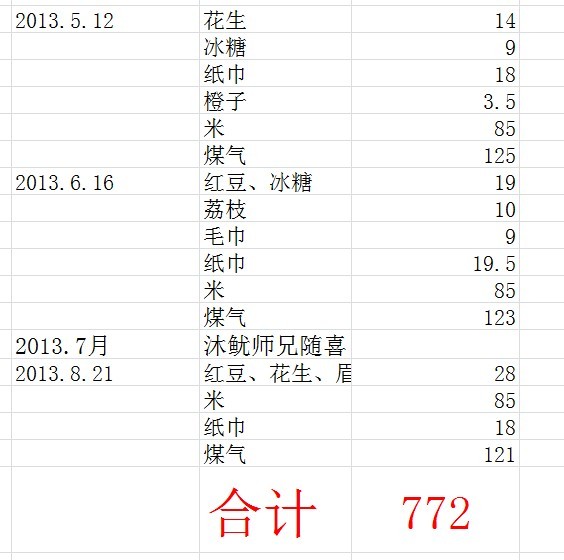 2013.5.12 花生 14
冰糖 9
纸巾 18
橙子 3.5
米 85
煤气 125
2013.6.16 红豆、冰糖 19
荔枝 10
毛巾 9
纸巾 19.5
米 85
煤气 123
2013.7月 沐鱿师兄随喜
2013.8.21 红豆、花生、眉 28
米 85
纸巾 18
煤气 121
合计 772